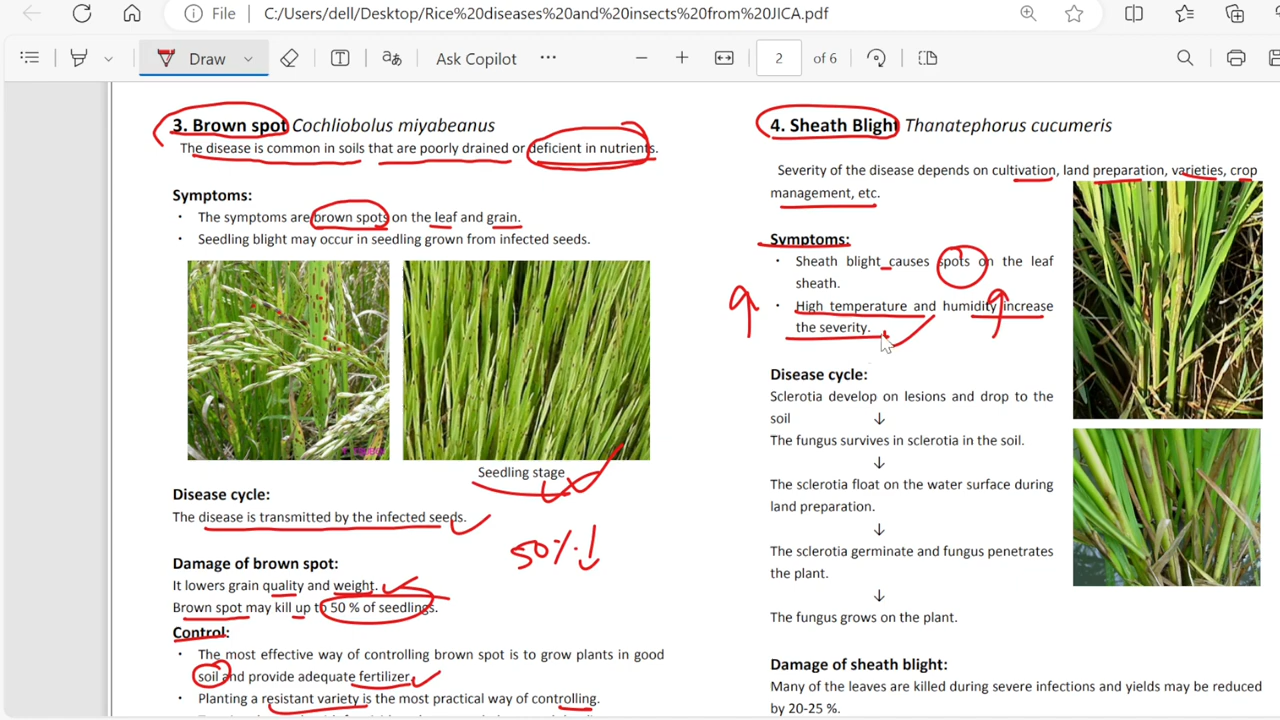 File C:/Users/dell/Desktop/Rice%20diseases%20and%20insects%20from%20JICA.pdf
Draw aあ Ask Copilot 2 of 6
3. Brown spot Cochliobolus miyabeanus
The disease is common in soils that are poorly drained or deficient in nutrients.
Symptoms:
• The symptoms are brown spots on the leaf and grain.
• Seedling blight may occur in seedling grown from infected seeds.
Seedling stage
Disease cycle:
The disease is transmitted by the infected seeds.
50%↓
Damage of brown spot:
It lowers grain quality and weight.
Brown spot may kill up to 50 % of seedlings.
Control:
• The most effective way of controlling brown spot is to grow plants in good
soil and provide adequate fertilizer.
• Planting a resistant variety is the most practical way of controlling.
4. Sheath Blight Thanatephorus cucumeris
Severity of the disease depends on cultivation, land preparation, varieties, crop
management, etc.
Symptoms:
• Sheath blight causes spots on the leaf
sheath.
• High temperature and humidity increase
the severity.
Disease cycle:
Sclerotia develop on lesions and drop to the
soil ↓
The fungus survives in sclerotia in the soil.
↓
The sclerotia float on the water surface during
land preparation.
↓
The sclerotia germinate and fungus penetrates
the plant.
↓
The fungus grows on the plant.
Damage of sheath blight:
Many of the leaves are killed during severe infections and yields may be reduced
by 20-25 %.